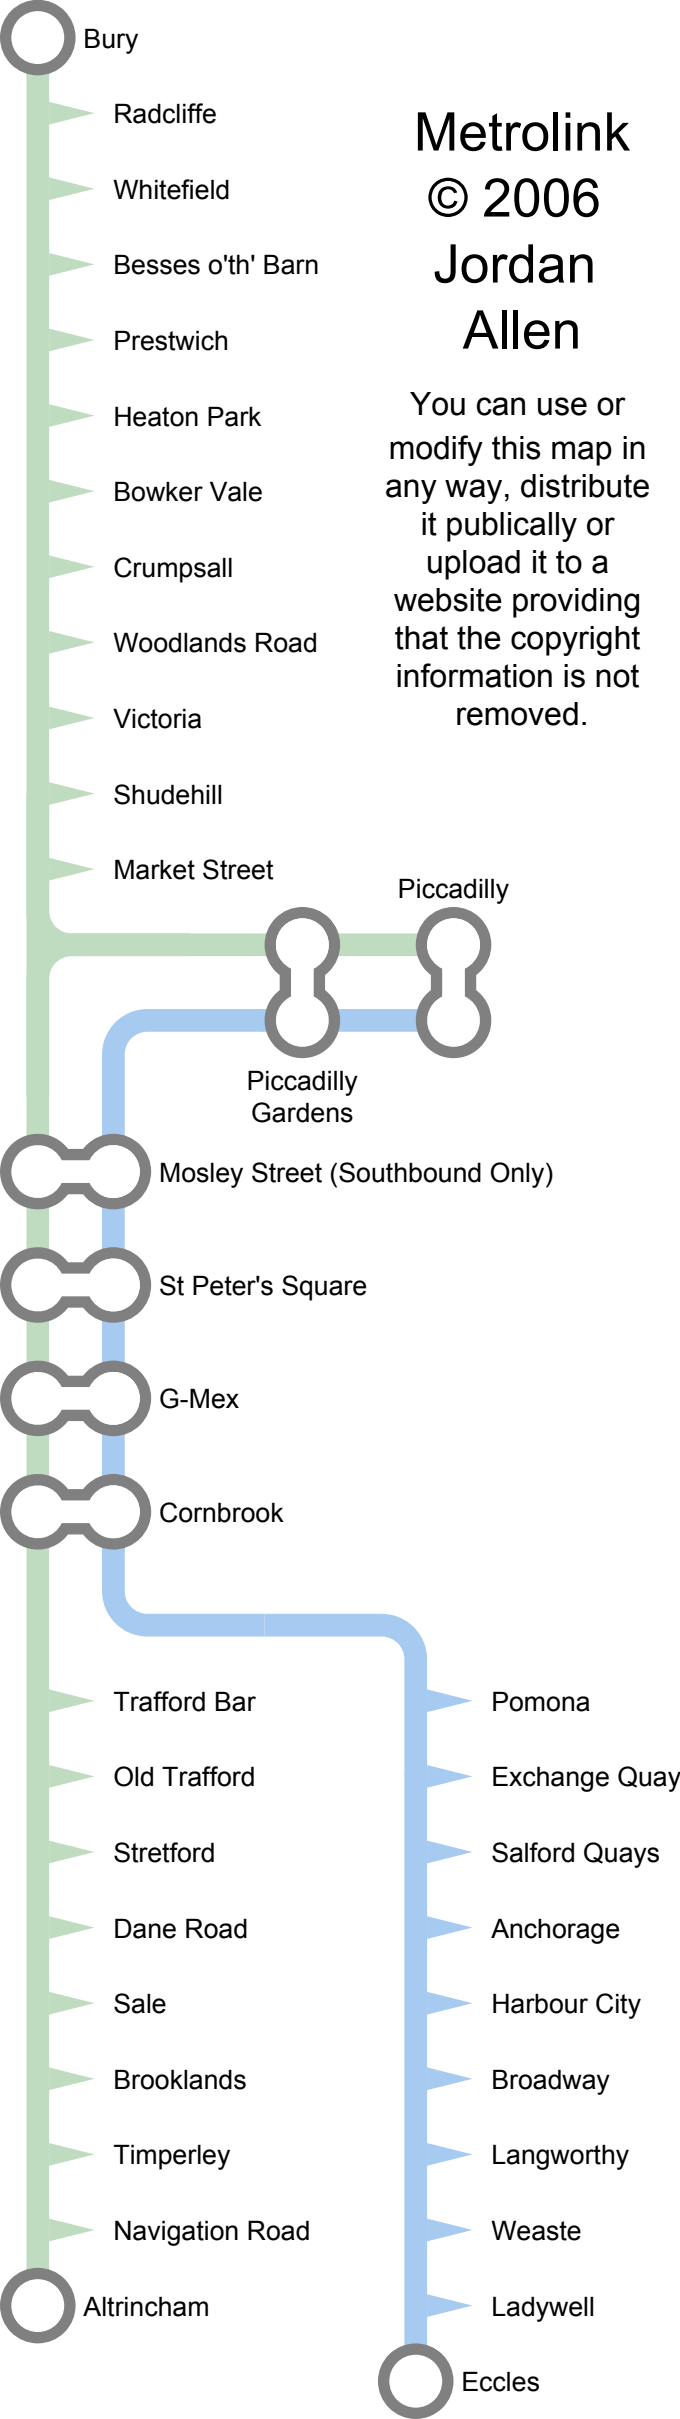 Bury
Radcliffe
Whitefield
Besses o'th' Barn
Prestwich
Heaton Park
Bowker Vale
Crumpsall
Woodlands Road
Victoria
Shudehill
Market Street
Metrolink
© 2006
Jordan
Allen
You can use or
modify this map in
any way, distribute
it publically or
upload it to a
website providing
that the copyright
information is not
removed.
Piccadilly
Piccadilly
Gardens
Mosley Street (Southbound Only)
St Peter's Square
G-Mex
Cornbrook
Trafford Bar
Old Trafford
Stretford
Dane Road
Sale
Brooklands
Timperley
Navigation Road
Altrincham
Pomona
Exchange Quay
Salford Quays
Anchorage
Harbour City
Broadway
Langworthy
Weaste
Ladywell
Eccles